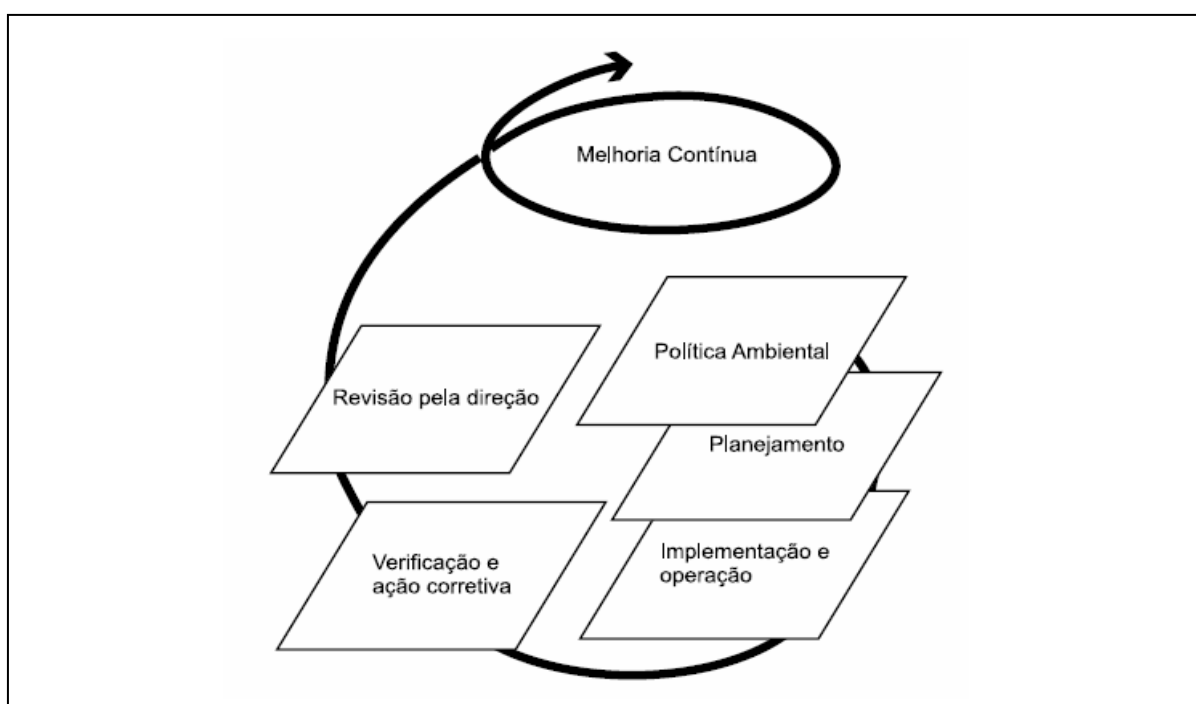 Melhoria Contínua
Política Ambiental
Revisão pela direção
Planejamento
Verificação e
ação corretiva
Implementação e
operação